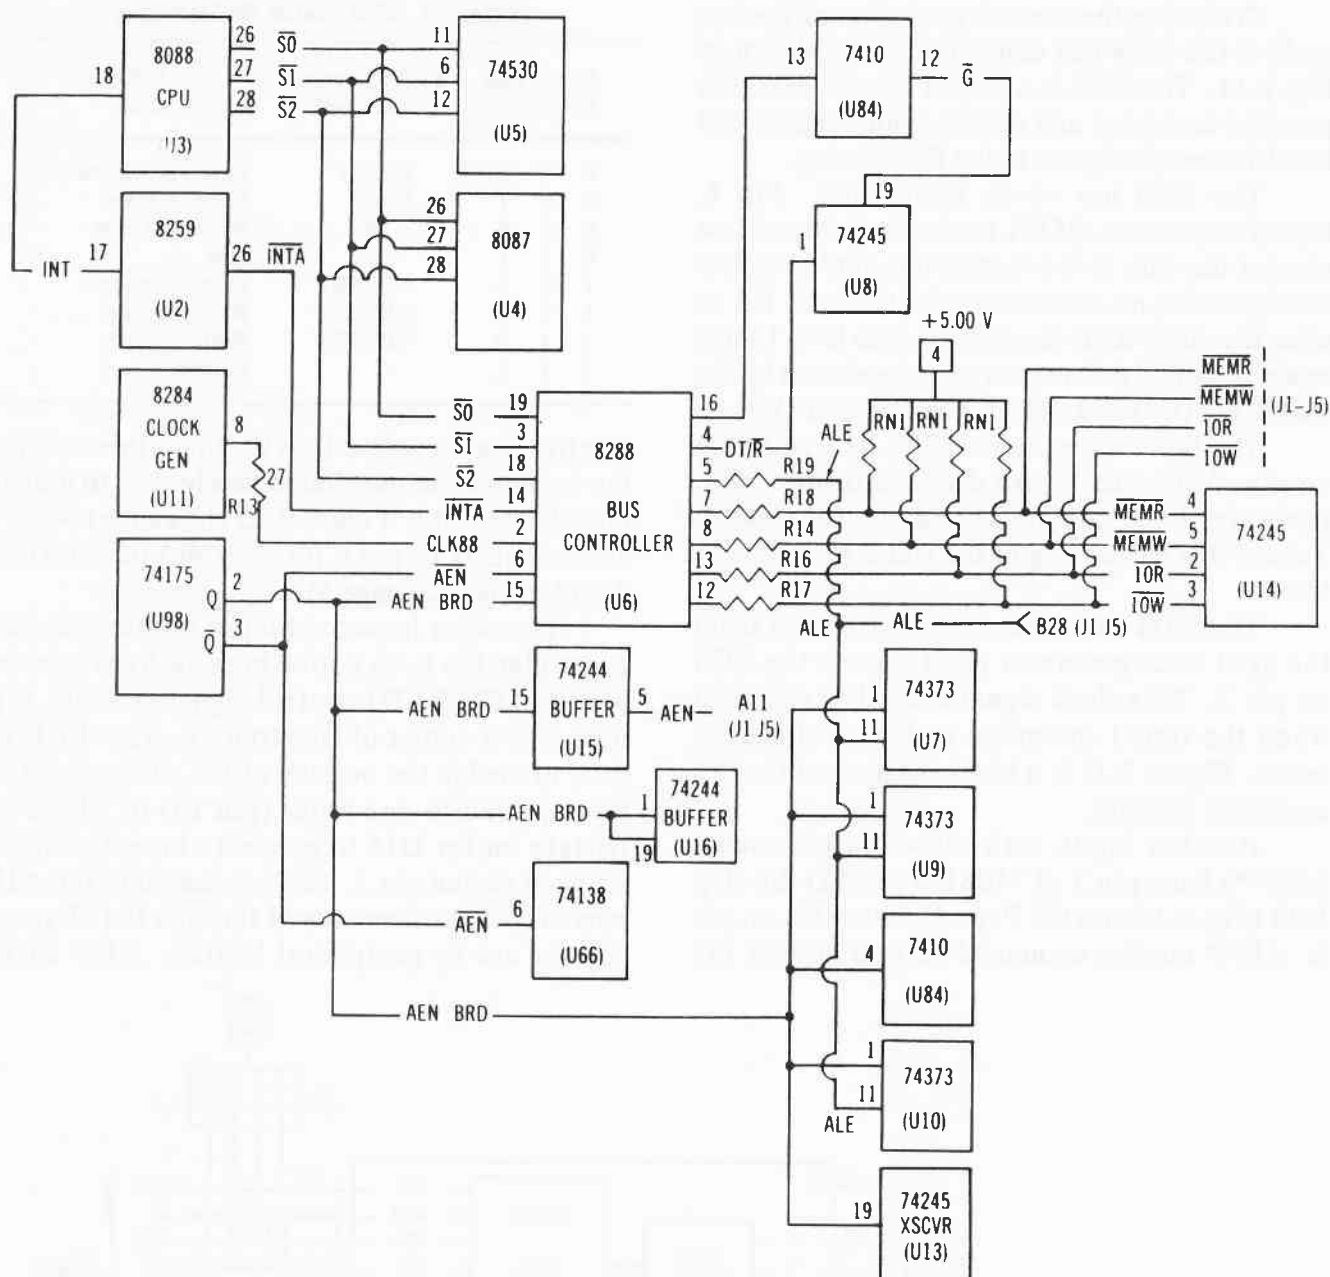 8088
CPU
U3)
18
26 S0
27 S1
28 S2
11
6
12
74530
(U5)
13
7410
(U84)
12
G
19
8259
(U2)
INT 17
26 INTA
26
27
28
8087
(U4)
1
74245
(U8)
+5.00 V
4
8284
CLOCK
GEN
(U11)
8
27
R13
S0 19
S1 3
S2 18
INTA 14
CLK88 2
AEN 6
AEN BRD 15
8288
BUS
CONTROLLER
(U6)
16
4 DT/R
5 R19
7 R18
8 R14
13 R16
12 R17
ALE
RN1 RN1 RN1 RN1
MEMR
MEMW
IOR
IOW
(J1-J5)
MEMR 4
MEMW 5
IOR 2
IOW 3
74245
(U14)
74175
(U98)
Q 2
Q 3
ALE ALE B28 (J1 J5)
AEN BRD 15
74244
BUFFER
(U15)
5 AEN A11
(J1 J5)
1
11
74373
(U7)
AEN BRD 1
19
74244
BUFFER
(U16)
1
11
74373
(U9)
AEN 6
74138
(U66)
4
7410
(U84)
AEN BRD
1
11
ALE
74373
(U10)
19
74245
XSCVR
(U13)